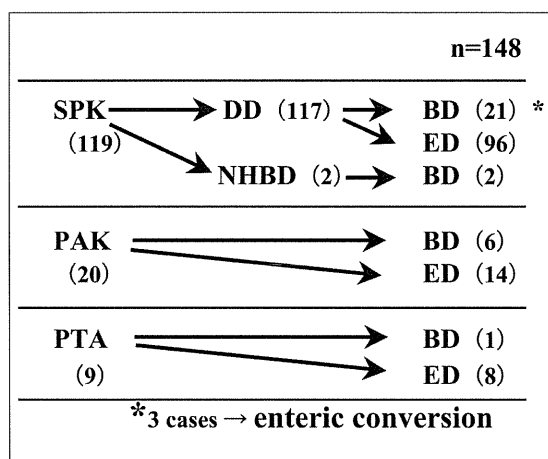 n=148
SPK DD (117) BD (21) *
(119) ED (96)
NHBD (2) BD (2)
PAK BD (6)
(20) ED (14)
PTA BD (1)
(9) ED (8)
*3 cases → enteric conversion